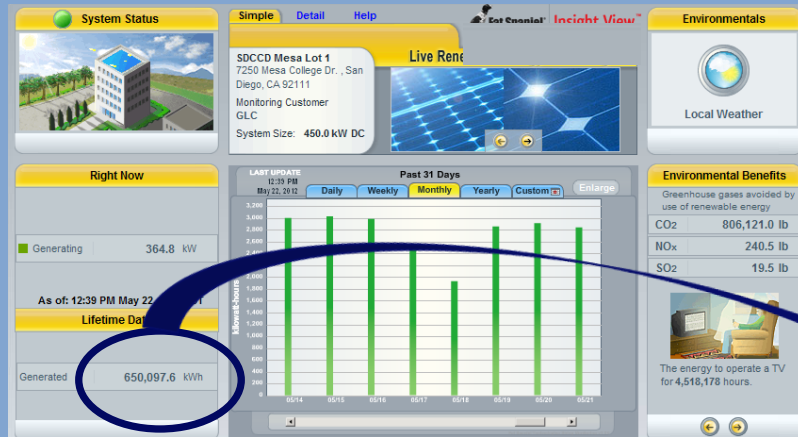 System Status
Simple Detail Help
Fat Spaniel Insight View™
Environmentals
SDCCD Mesa Lot 1
7250 Mesa College Dr. , San
Diego, CA 92111
Monitoring Customer
GLC
System Size: 450.0 kW DC
Live
Local Weather
Right Now
Generating 364.8 kW
As of: 12:39 PM May 22
Lifetime
Generated 650,097.6 kWh
LAST UPDATE
12:39 PM
May 22, 2012
Past 31 Days
Daily Weekly Monthly Yearly Custom Enlarge
kilowatt-hours
3,200
3,000
2,800
2,600
2,400
2,000
1,800
1,600
1,400
1,200
1,000
800
600
400
200
0
05/14 05/15 05/16 05/17 05/18 05/19 05/20 05/21
Environmental Benefits
Greenhouse gases avoided by
use of renewable energy
CO2 806,121.0 lb
NOx 240.5 lb
SO2 19.5 lb
The energy to operate a TV
for 4,518,178 hours.